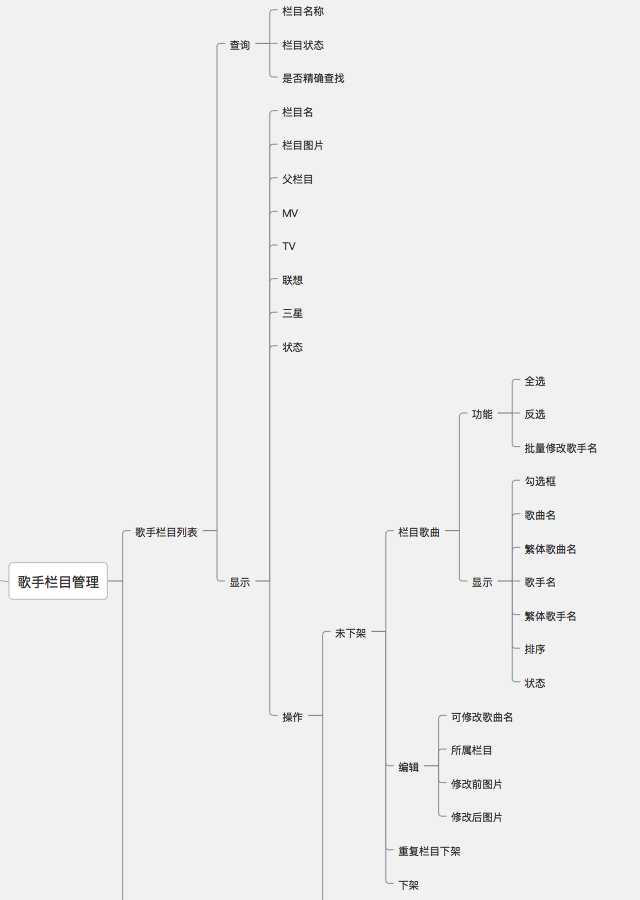 栏目名称
查询
栏目状态
是否精确查找
栏目名
栏目图片
父栏目
MV
TV
联想
三星
状态
全选
功能
反选
批量修改歌手名
勾选框
歌曲名
歌手栏目列表
栏目歌曲
繁体歌曲名
歌手栏目管理
显示
显示
歌手名
繁体歌手名
未下架
排序
状态
操作
可修改歌曲名
所属栏目
编辑
修改前图片
修改后图片
重复栏目下架
下架